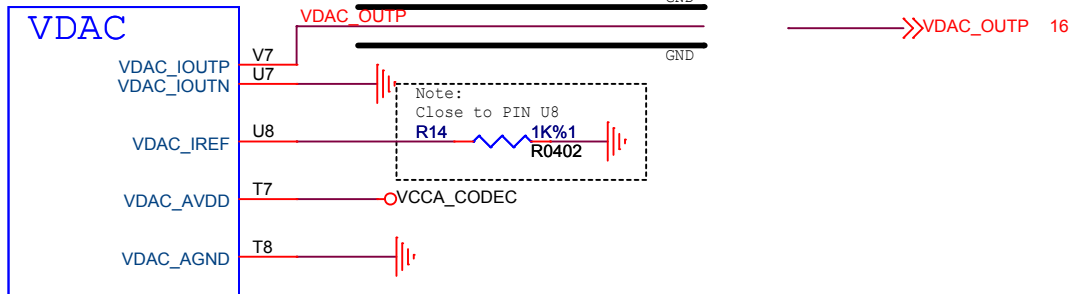 GND
VDAC
VDAC_OUTP
VDAC_OUTP 16
GND
VDAC_IOUTP V7
VDAC_IOUTN U7
Note:
Close to PIN U8
VDAC_IREF U8 R14 1K%1
R0402
VDAC_AVDD T7 VCCA_CODEC
VDAC_AGND T8